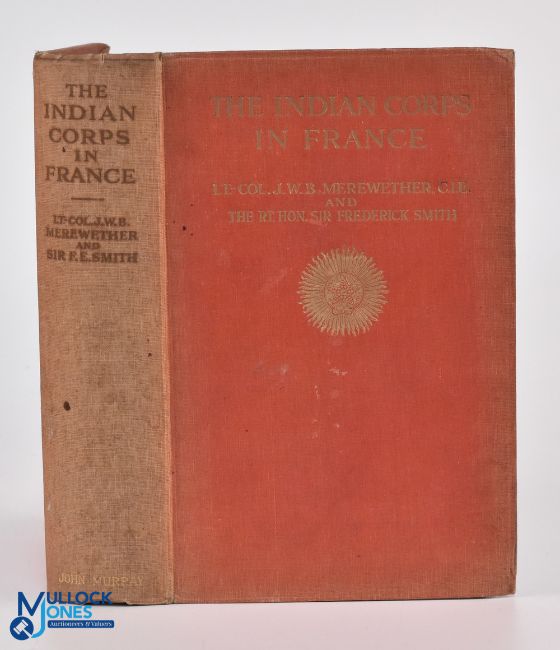 THE
INDIAN
CORPS
IN
FRANCE
LT-COL. J.W.B.
MEREWETHER
AND
SIR F.E. SMITH
JOHN MURRAY
THE INDIAN CORPS
IN FRANCE
LT-COL. J.W.B. MEREWETHER, C.I.E.
AND
THE RT. HON. SIR FREDERICK SMITH
MULLOCK
JONES
Auctioneers & Valuers